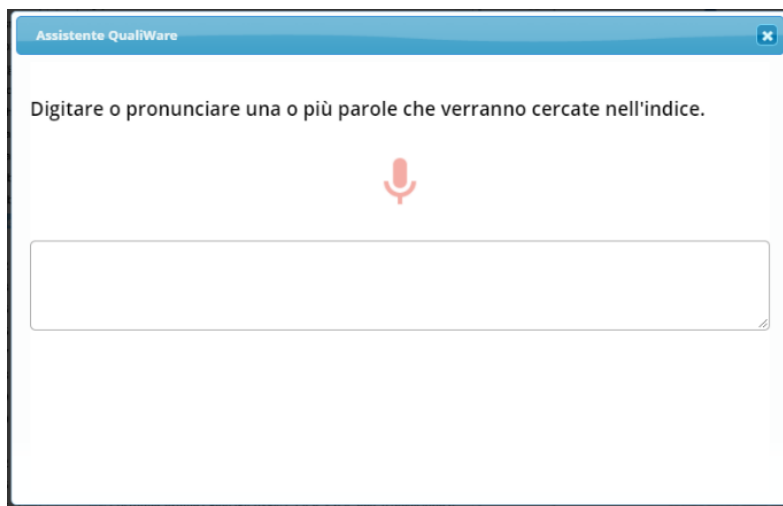 Assistente QualiWare
Digitare o pronunciare una o più parole che verranno cercate nell'indice.